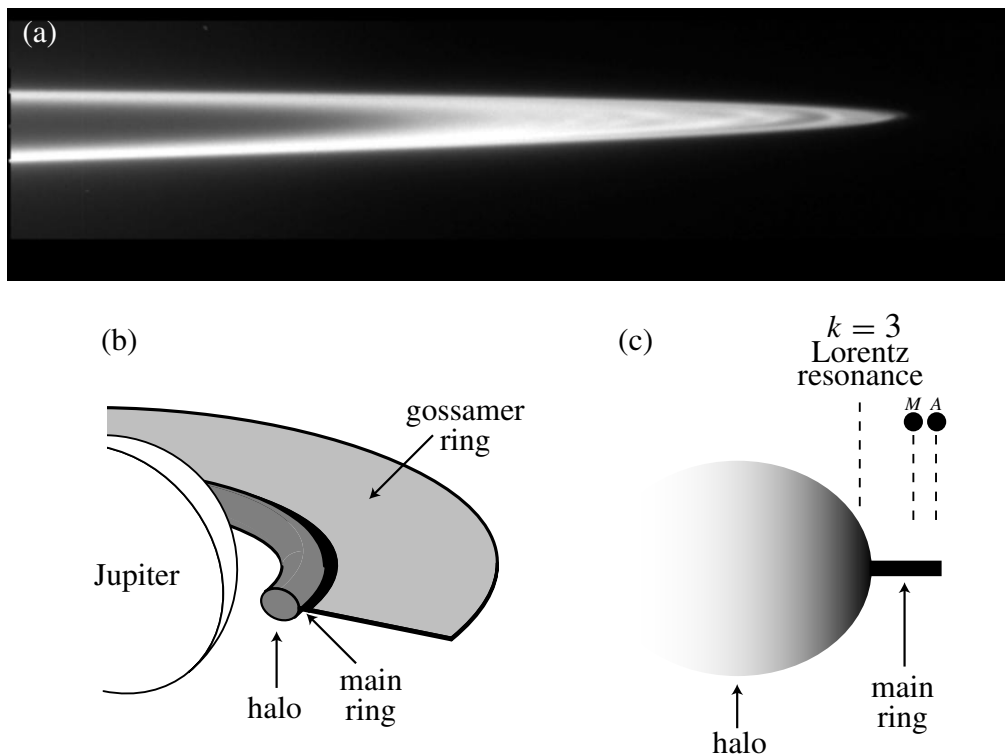 (a)
(b)
gossamer
ring
Jupiter
halo
main
ring
(c)
k = 3
Lorentz
resonance
M A
main
ring
halo